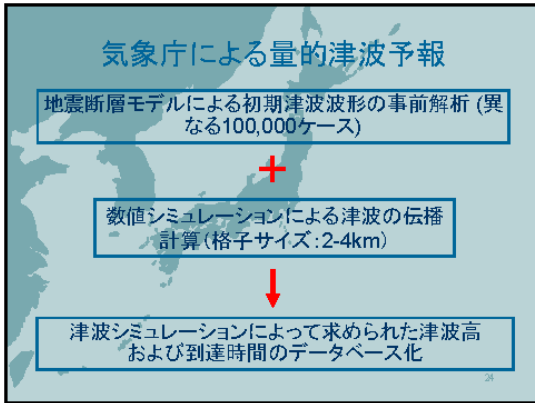 気象庁による量的津波予報
地震断層モデルによる初期津波波形の事前解析 (異
なる100,000ケース)
+
数値シミュレーションによる津波の伝播
計算(格子サイズ:2-4km)
津波シミュレーションによって求められた津波高
および到達時間のデータベース化
24